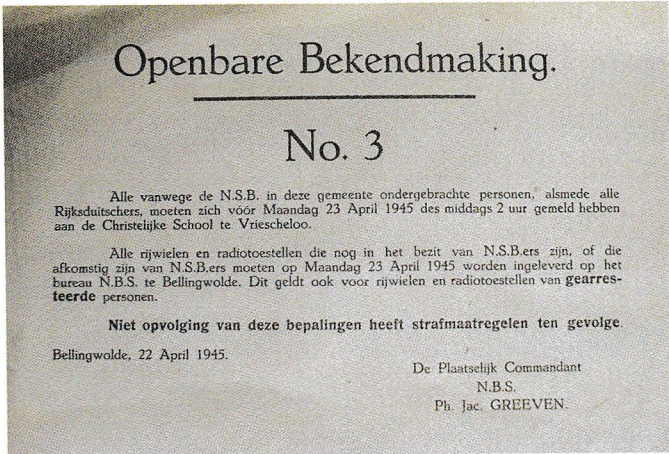 Openbare Bekendmaking.
No. 3
Alle vanwege de N.S.B. in deze gemeente ondergebrachte personen, alsmede alle
Rijksduitschers, moeten zich vóór Maandag 23 April 1945 des middags 2 uur gemeld hebben
aan de Christelijke School te Vriescheloo.
Alle rijwielen en radiotoestellen die nog in het bezit van N.S.B.ers zijn, of die
afkomstig zijn van N.S.B.ers moeten op Maandag 23 April 1945 worden ingeleverd op het
bureau N.B.S. te Bellingwolde. Dit geldt ook voor rijwielen en radiotoestellen van gearres-
teerde personen.
Niet opvolging van deze bepalingen heeft strafmaatregelen ten gevolge.
Bellingwolde, 22 April 1945.
De Plaatselijk Commandant
N.B.S.
Ph. Jac. GREEVEN.